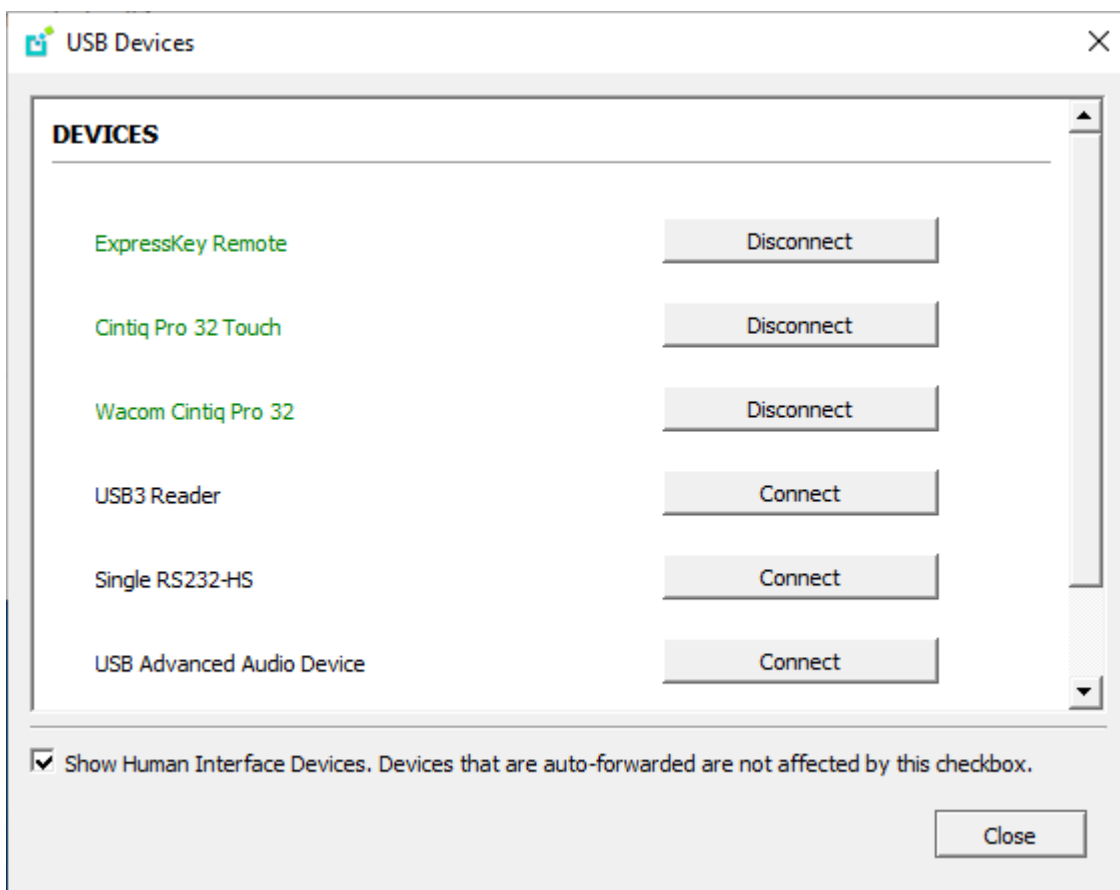 USB Devices
DEVICES
ExpressKey Remote Disconnect
Cintiq Pro 32 Touch Disconnect
Wacom Cintiq Pro 32 Disconnect
USB3 Reader Connect
Single RS232-HS Connect
USB Advanced Audio Device Connect
Show Human Interface Devices. Devices that are auto-forwarded are not affected by this checkbox.
Close